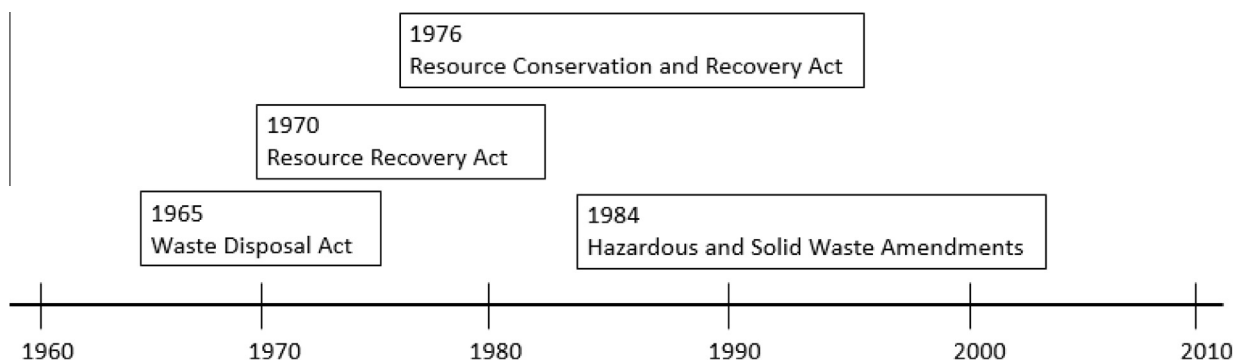 1976
Resource Conservation and Recovery Act
1970
Resource Recovery Act
1965
Waste Disposal Act
1984
Hazardous and Solid Waste Amendments
1960 1970 1980 1990 2000 2010